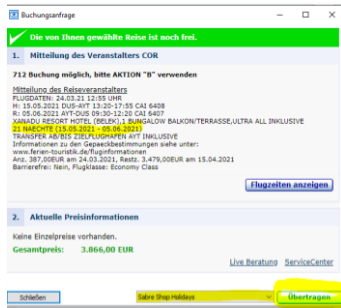 Buchungsanfrage
Die von Ihnen gewählte Reise ist noch frei.
1. Mitteilung des Veranstalters COR
712 Buchung möglich, bitte AKTION "B" verwenden
Mitteilung des Reiseveranstalters
FLUGDATEN: 24.03.21 12:55 UHR
H: 15.05.2021 DUS-AYT 13:20-17:55 CAI 6408
R: 05.06.2021 AYT-DUS 09:30-12:20 CAI 6407
XANADU RESORT HOTEL (BELEK),1 BUNGALOW BALKON/TERRASSE,ULTRA ALL INKLUSIVE
21 NAECHTE (15.05.2021 - 05.06.2021)
TRANSFER AB/BIS ZIELFLUGHAFEN AYT INKLUSIVE
Informationen zu den Gepaeckbestimmungen siehe unter:
www.ferien-touristik.de/fluginformationen
Anz. 387,00EUR am 24.03.2021, Restz. 3.479,00EUR am 15.04.2021
Barrierefrei: Nein, Flugklasse: Economy Class
Flugzeiten anzeigen
2. Aktuelle Preisinformationen
Keine Einzelpreise vorhanden.
Gesamtpreis: 3.866,00 EUR
Live Beratung ServiceCenter
Schließen Sabre Shop Holidays Übertragen